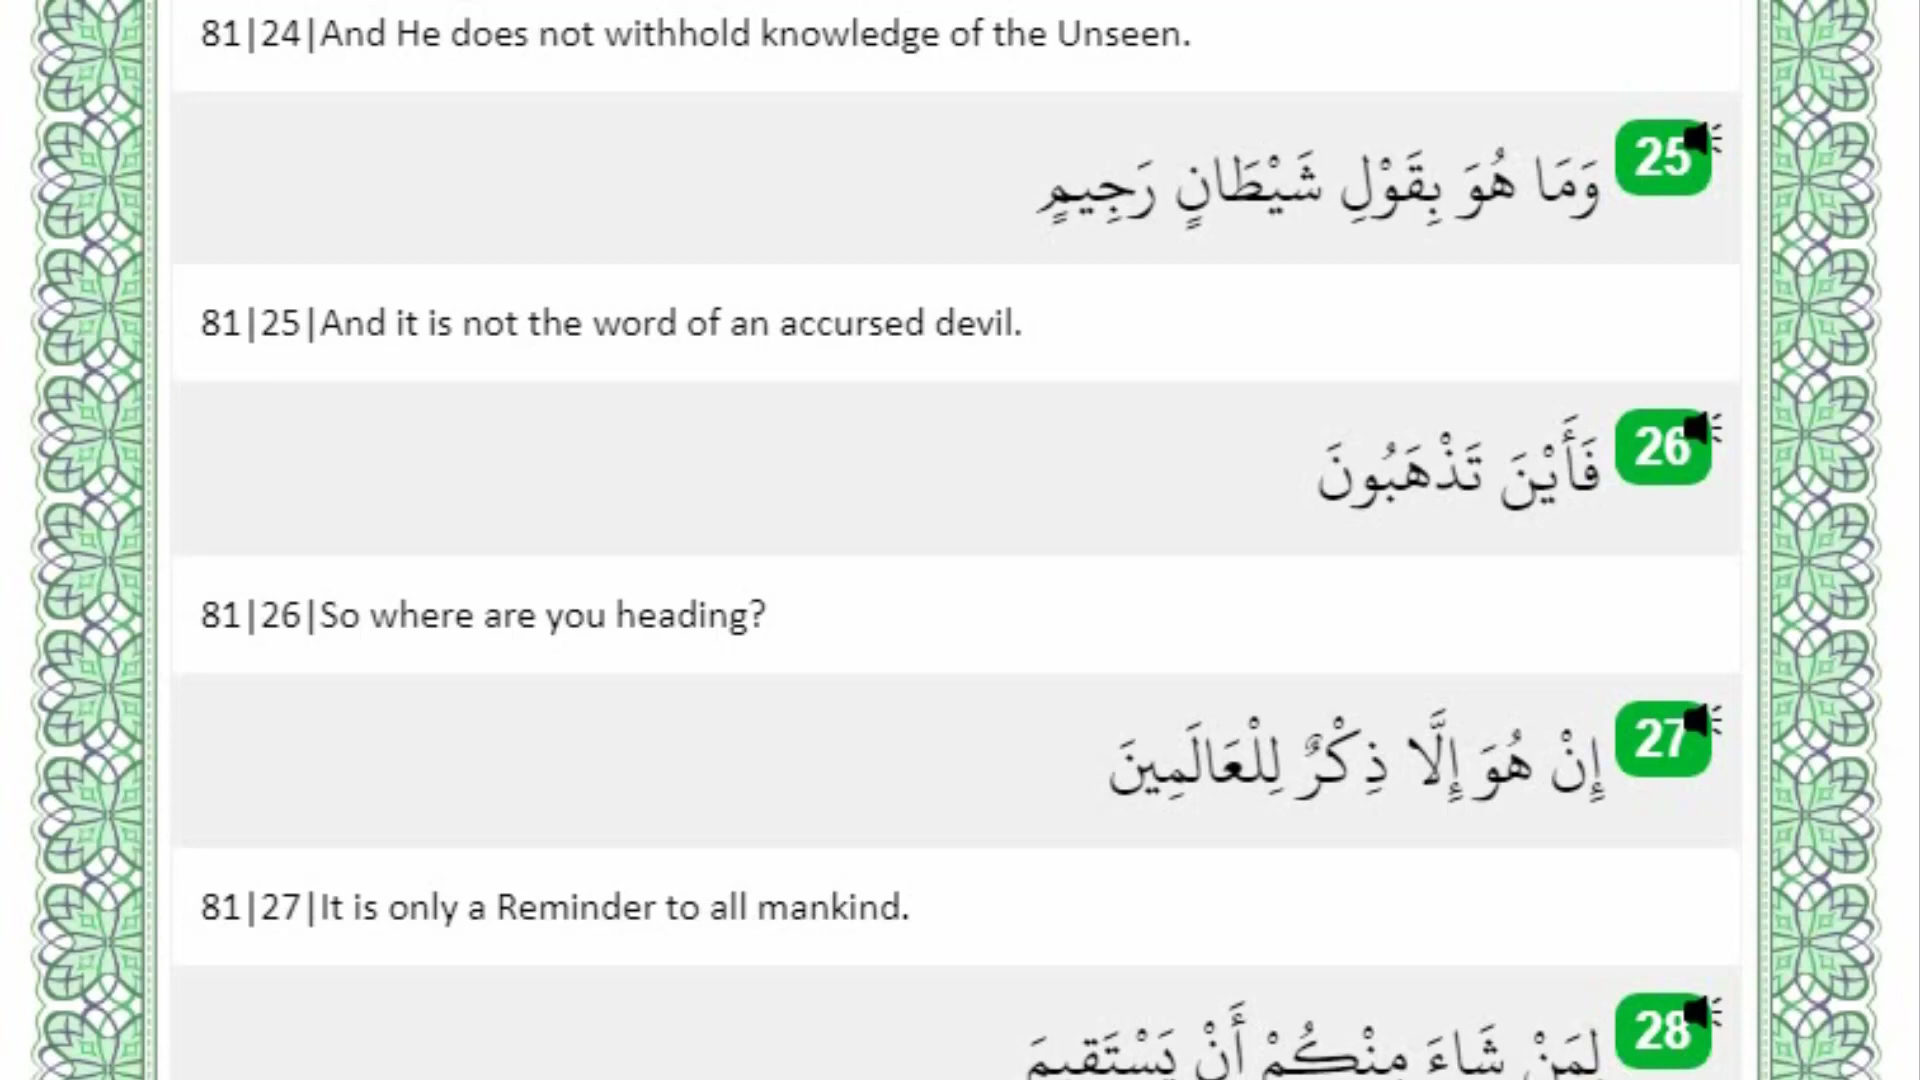 81|24|And He does not withhold knowledge of the Unseen.
25 وَمَا هُوَ بِقَوْلِ شَيْطَانٍ رَجِيمٍ
81|25|And it is not the word of an accursed devil.
26 فَأَيْنَ تَذْهَبُونَ
81|26|So where are you heading?
27 إِنْ هُوَ إِلَّا ذِكْرٌ لِلْعَالَمِينَ
81|27|It is only a Reminder to all mankind.
28 لِمَنْ شَاءَ مِنْكُمْ أَنْ يَسْتَقِيمَ